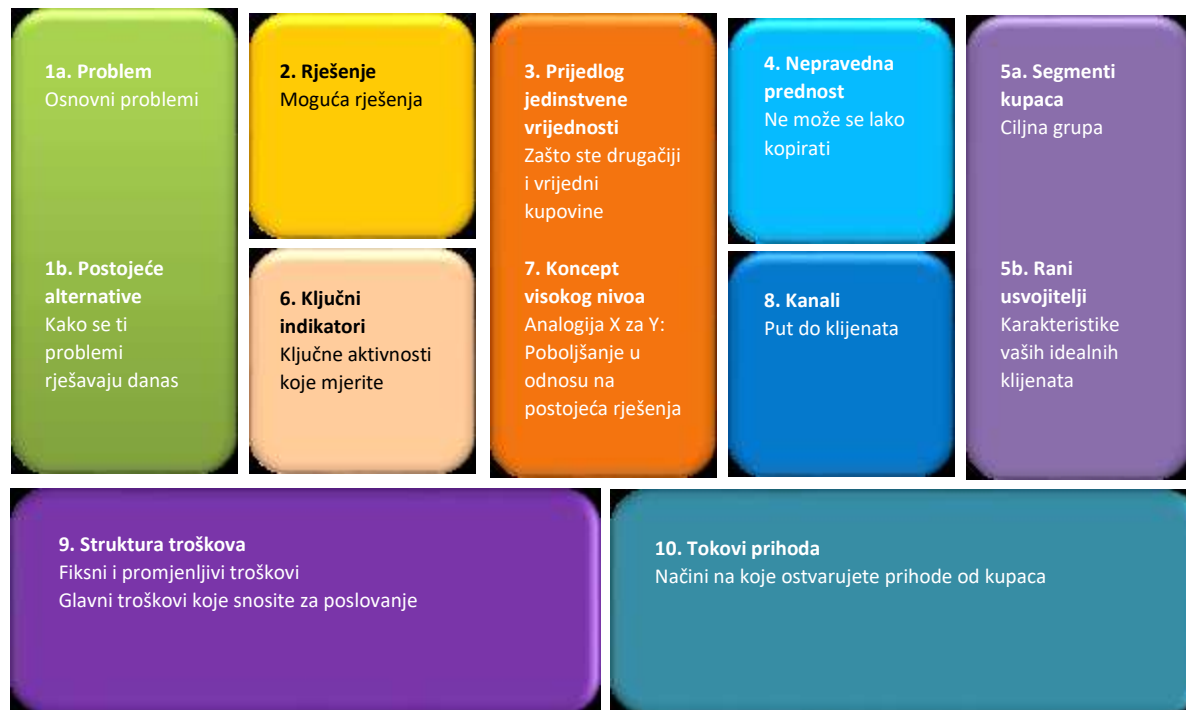 1a. Problem
Osnovni problemi
1b. Postojeće
alternative
Kako se ti
problemi
rješavaju danas
2. Rješenje
Moguća rješenja
6. Ključni
indikatori
Ključne aktivnosti
koje mjerite
3. Prijedlog
jedinstvene
vrijednosti
Zašto ste drugačiji
i vrijedni
kupovine
7. Koncept
visokog nivoa
Analogija X za Y:
Poboljšanje u
odnosu na
postojeća rješenja
4. Nepravedna
prednost
Ne može se lako
kopirati
8. Kanali
Put do klijenata
5a. Segmenti
kupaca
Ciljna grupa
5b. Rani
usvojitelji
Karakteristike
vaših idealnih
klijenata
9. Struktura troškova
Fiksni i promjenljivi troškovi
Glavni troškovi koje snosite za poslovanje
10. Tokovi prihoda
Načini na koje ostvarujete prihode od kupaca